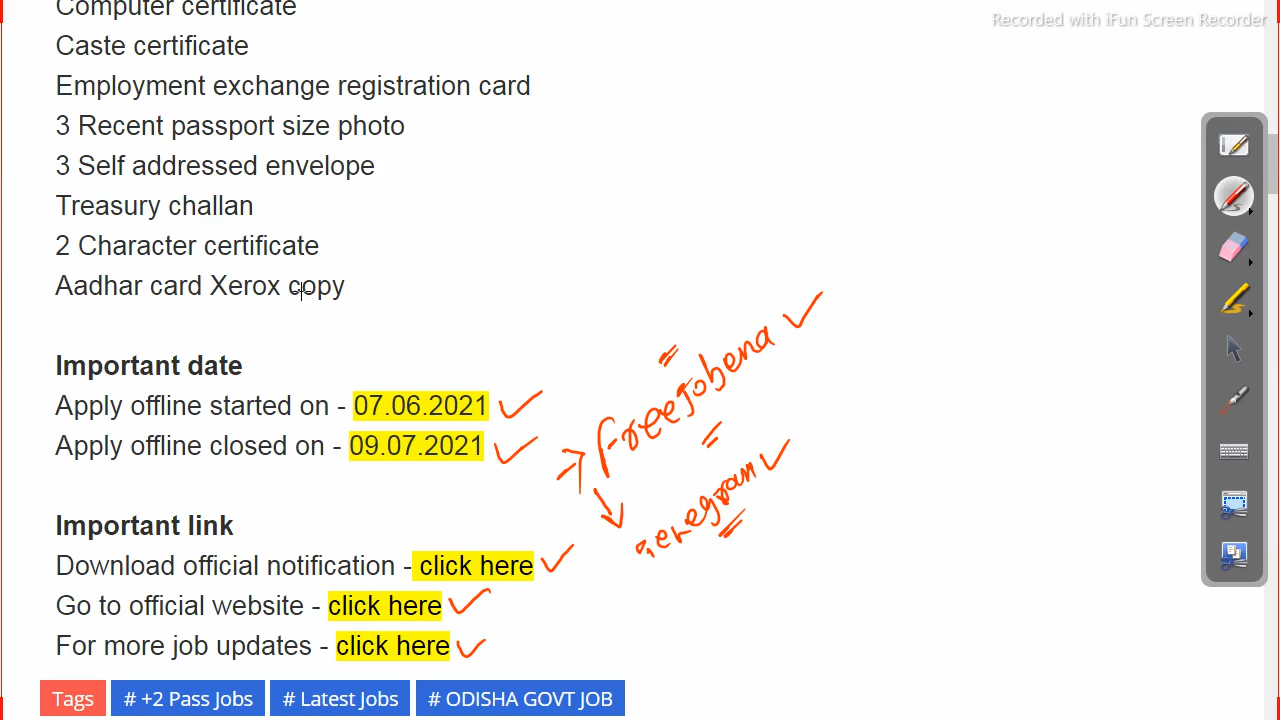 Computer certificate
Recorded with iFun Screen Recorder
Caste certificate
Employment exchange registration card
3 Recent passport size photo
3 Self addressed envelope
Treasury challan
2 Character certificate
Aadhar card Xerox copy
Important date
Apply offline started on - 07.06.2021
Apply offline closed on - 09.07.2021
freejobena
Important link
Download official notification - click here
Go to official website - click here
For more job updates - click here
Tags # +2 Pass Jobs # Latest Jobs # ODISHA GOVT JOB